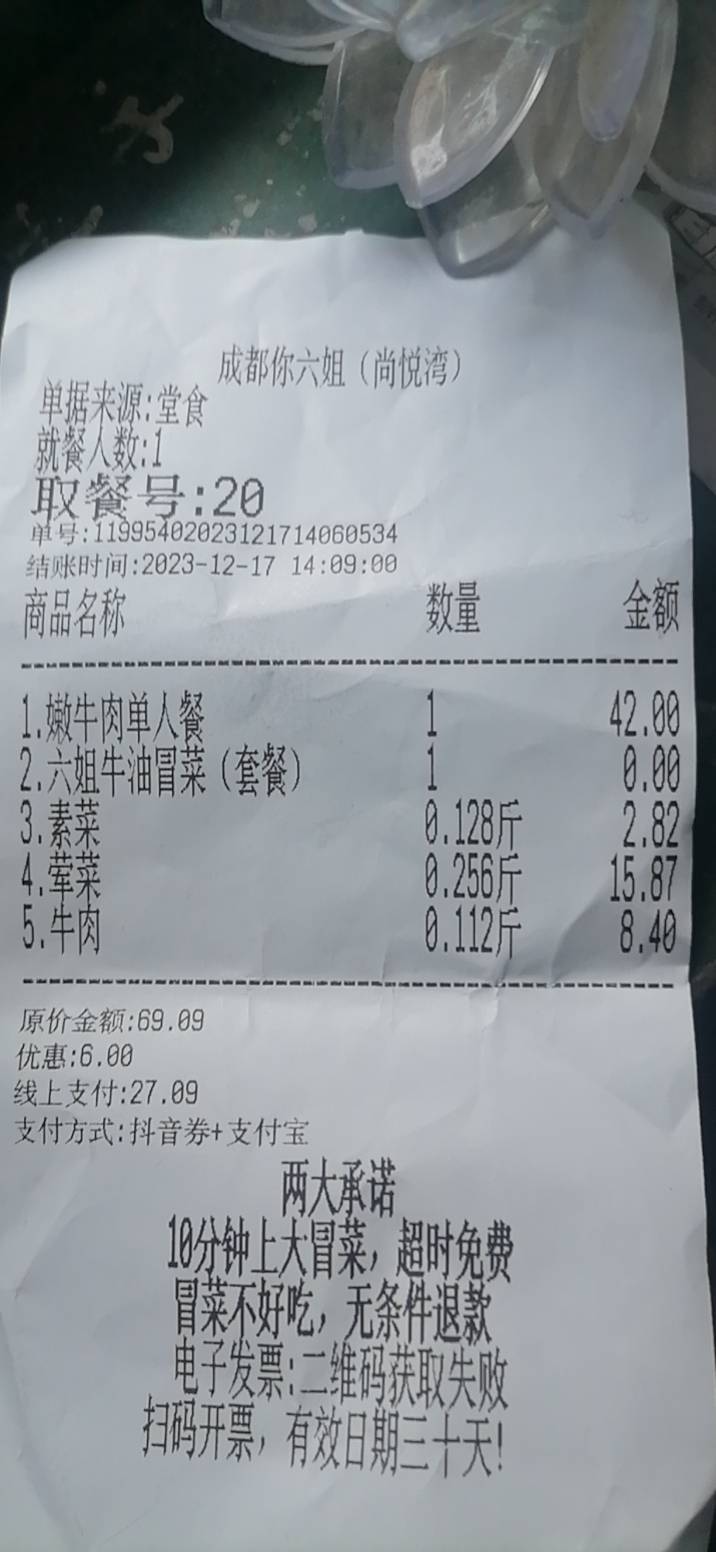 成都你六姐（尚悦湾）
单据来源:堂食
就餐人数:1
取餐号:20
单号:11995402023121714060534
结账时间:2023-12-17 14:09:00
商品名称 数量 金额
1.嫩牛肉单人餐 1 42.00
2.六姐牛油冒菜（套餐） 1 0.00
3.素菜 0.128斤 2.82
4.荤菜 0.256斤 15.87
5.牛肉 0.112斤 8.40
原价金额:69.09
优惠:6.00
线上支付:27.09
支付方式:抖音券+支付宝
两大承诺
10分钟上大冒菜，超时免费
冒菜不好吃，无条件退款
电子发票:二维码获取失败
扫码开票，有效日期三十天!